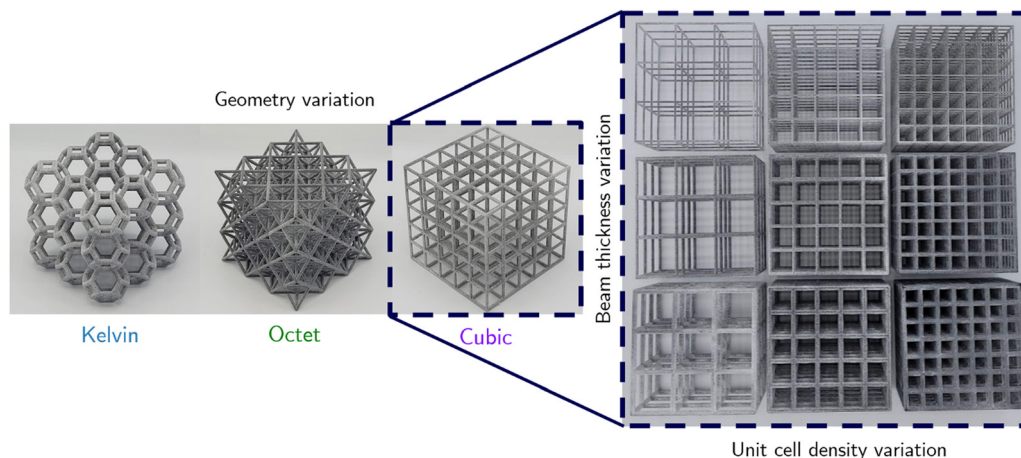 Geometry variation
Kelvin
Octet
Cubic
Beam thickness variation
Unit cell density variation